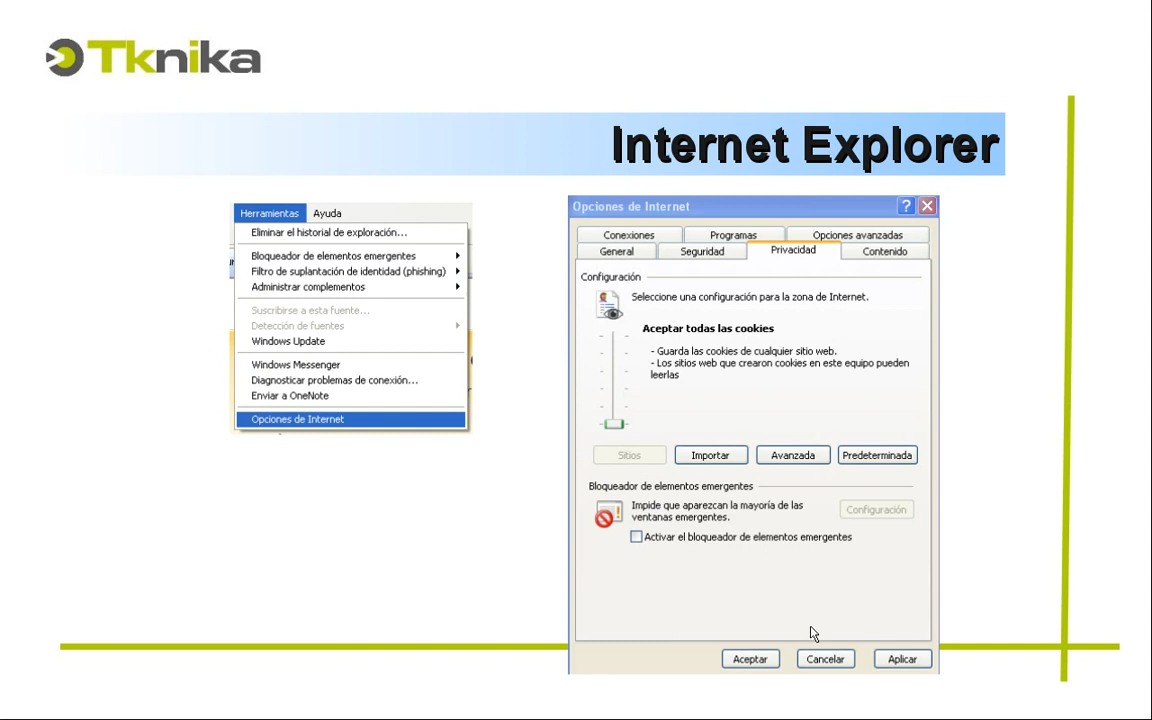 Tknika
Internet Explorer
Herramientas Ayuda
Eliminar el historial de exploración...
Bloqueador de elementos emergentes
Filtro de suplantación de identidad (phishing)
Administrar complementos
Suscribirse a esta fuente...
Detección de fuentes
Windows Update
Windows Messenger
Diagnosticar problemas de conexión...
Enviar a OneNote
Opciones de Internet
Opciones de Internet
Conexiones Programas Opciones avanzadas
General Seguridad Privacidad Contenido
Configuración
Seleccione una configuración para la zona de Internet.
Aceptar todas las cookies
- Guarda las cookies de cualquier sitio web.
- Los sitios web que crearon cookies en este equipo pueden
leerlas
Sitios Importar Avanzada Predeterminada
Bloqueador de elementos emergentes
Impide que aparezcan la mayoría de las
ventanas emergentes.
Configuración
Activar el bloqueador de elementos emergentes
Aceptar Cancelar Aplicar